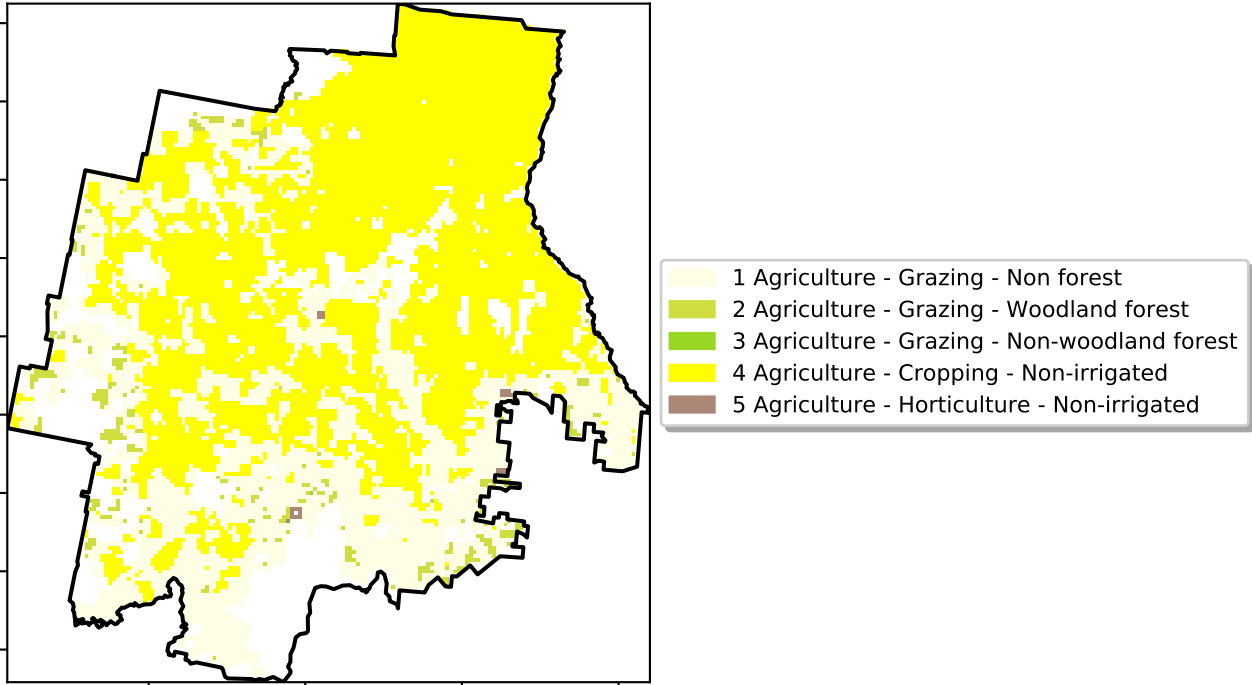 1 Agriculture - Grazing - Non forest
2 Agriculture - Grazing - Woodland forest
3 Agriculture - Grazing - Non-woodland forest
4 Agriculture - Cropping - Non-irrigated
5 Agriculture - Horticulture - Non-irrigated